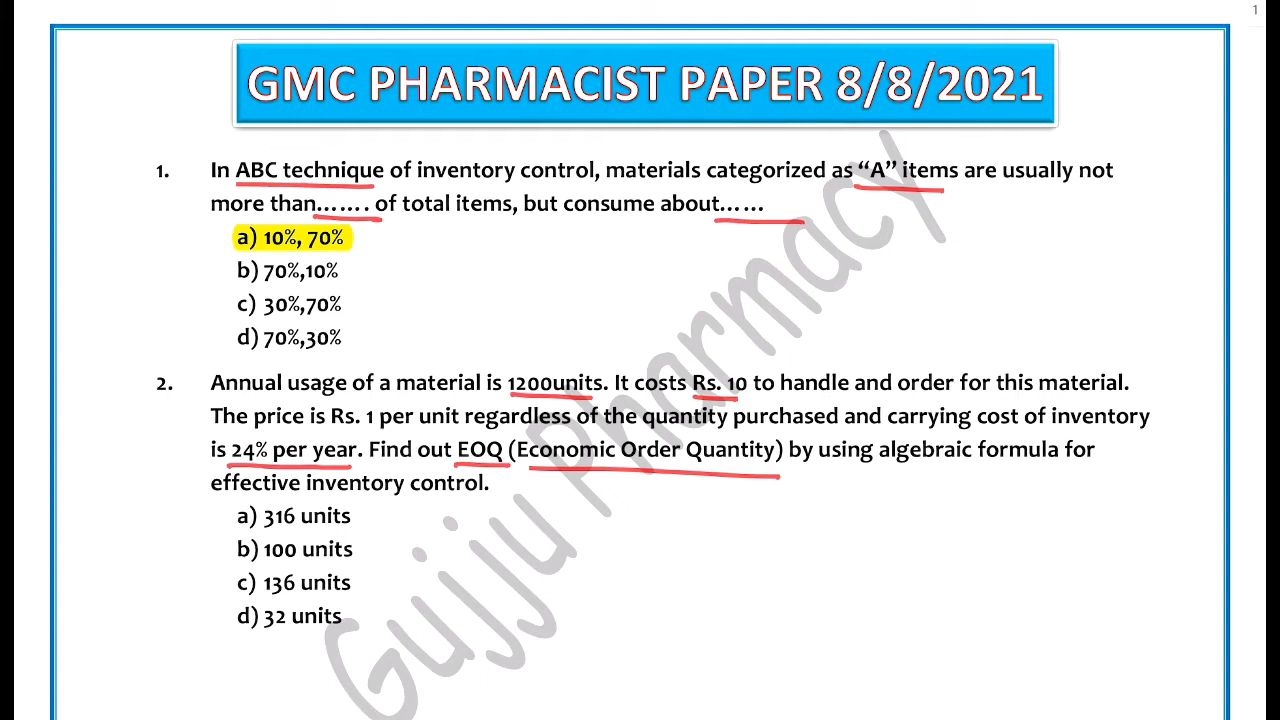 1
GMC PHARMACIST PAPER 8/8/2021
1. In ABC technique of inventory control, materials categorized as “A” items are usually not
more than……. of total items, but consume about……
a) 10%, 70%
b) 70%,10%
c) 30%,70%
d) 70%,30%
2. Annual usage of a material is 1200units. It costs Rs. 10 to handle and order for this material.
The price is Rs. 1 per unit regardless of the quantity purchased and carrying cost of inventory
is 24% per year. Find out EOQ (Economic Order Quantity) by using algebraic formula for
effective inventory control.
a) 316 units
b) 100 units
c) 136 units
d) 32 units
Gujju Pharmacy